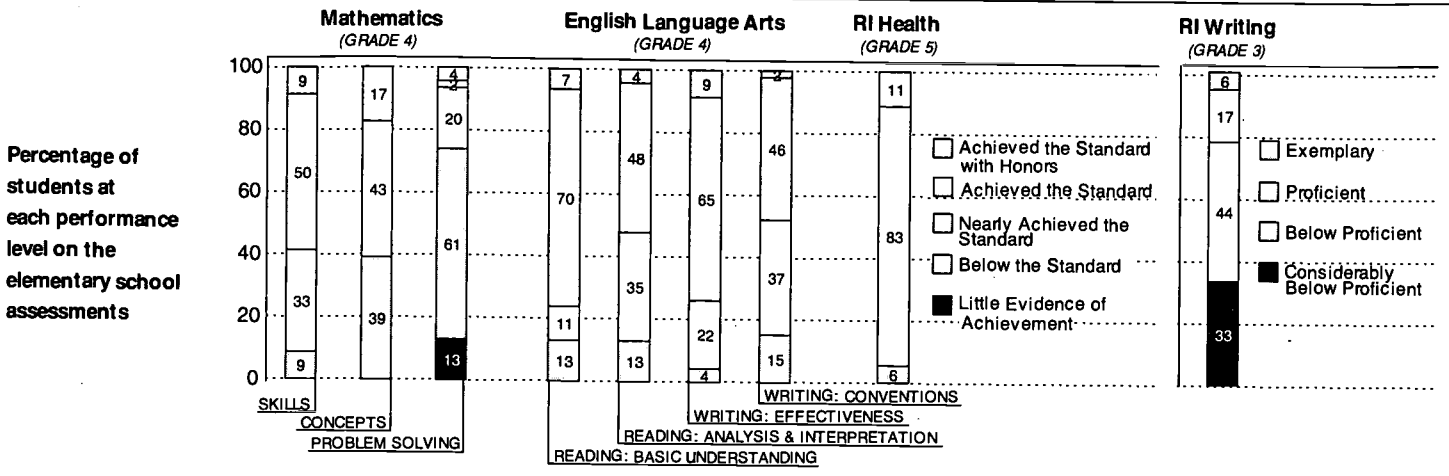 Mathematics
(GRADE 4)
English Language Arts
(GRADE 4)
RI Health
(GRADE 5)
RI Writing
(GRADE 3)
Percentage of
students at
each performance
level on the
elementary school
assessments
100
80
60
40
20
0
9
50
33
9
17
43
39
4
2
20
61
13
7
70
11
13
4
48
35
13
9
65
22
4
2
46
37
15
11
83
6
Achieved the Standard
with Honors
Achieved the Standard
Nearly Achieved the
Standard
Below the Standard
Little Evidence of
Achievement
6
17
44
33
Exemplary
Proficient
Below Proficient
Considerably
Below Proficient
SKILLS
CONCEPTS
PROBLEM SOLVING
WRITING: CONVENTIONS
WRITING: EFFECTIVENESS
READING: ANALYSIS & INTERPRETATION
READING: BASIC UNDERSTANDING